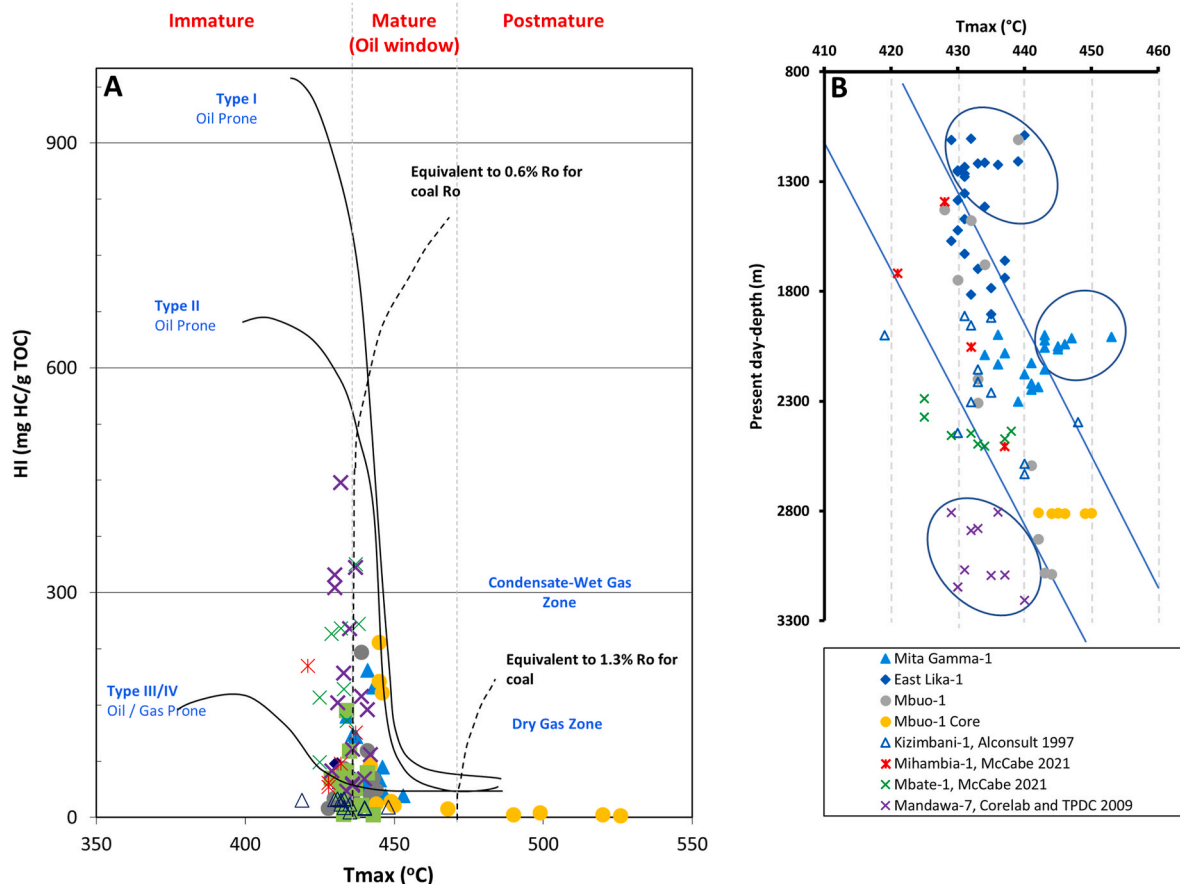 Immature
Mature
(Oil window)
Postmature
A
Type I
Oil Prone
Type II
Oil Prone
Type III/IV
Oil / Gas Prone
Equivalent to 0.6% Ro for
coal Ro
Condensate-Wet Gas
Zone
Equivalent to 1.3% Ro for
coal
Dry Gas Zone
HI (mg HC/g TOC)
900
600
300
0
350
400
450
500
550
Tmax (ºC)
Tmax (°C)
410
420
430
440
450
460
B
Present day-depth (m)
800
1300
1800
2300
2800
3300
Mita Gamma-1
East Lika-1
Mbuo-1
Mbuo-1 Core
Kizimbani-1, Alconsult 1997
Mihambia-1, McCabe 2021
Mbate-1, McCabe 2021
Mandawa-7, Corelab and TPDC 2009